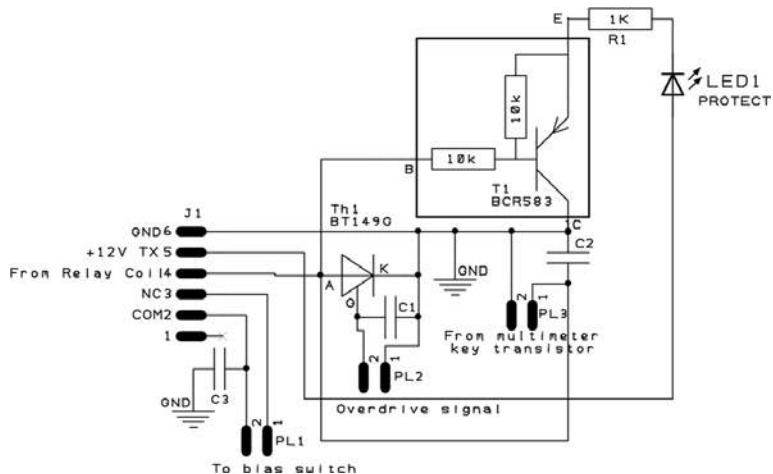 E
1K
R1
LED1
PROTECT
10k
10k
B
T1
BCR583
C
C2
J1
GND6
+12V TX5
From Relay Coil4
NC3
COM2
1
Th1
BT149G
A
K
G
C1
GND
2
1
PL3
From multimeter
key transistor
2
1
PL2
Overdrive signal
C3
GND
2
1
PL1
To bias switch